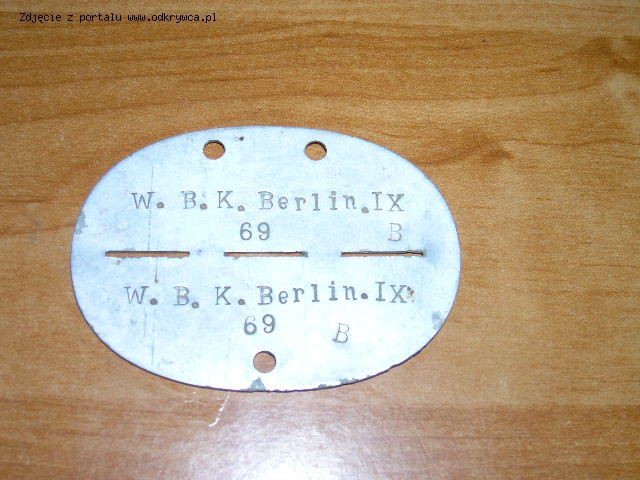 Zdjęcie z portalu www.odkrywca.pl
W. B. K. Berlin. IX
69 B
W. B. K. Berlin. IX
69 B